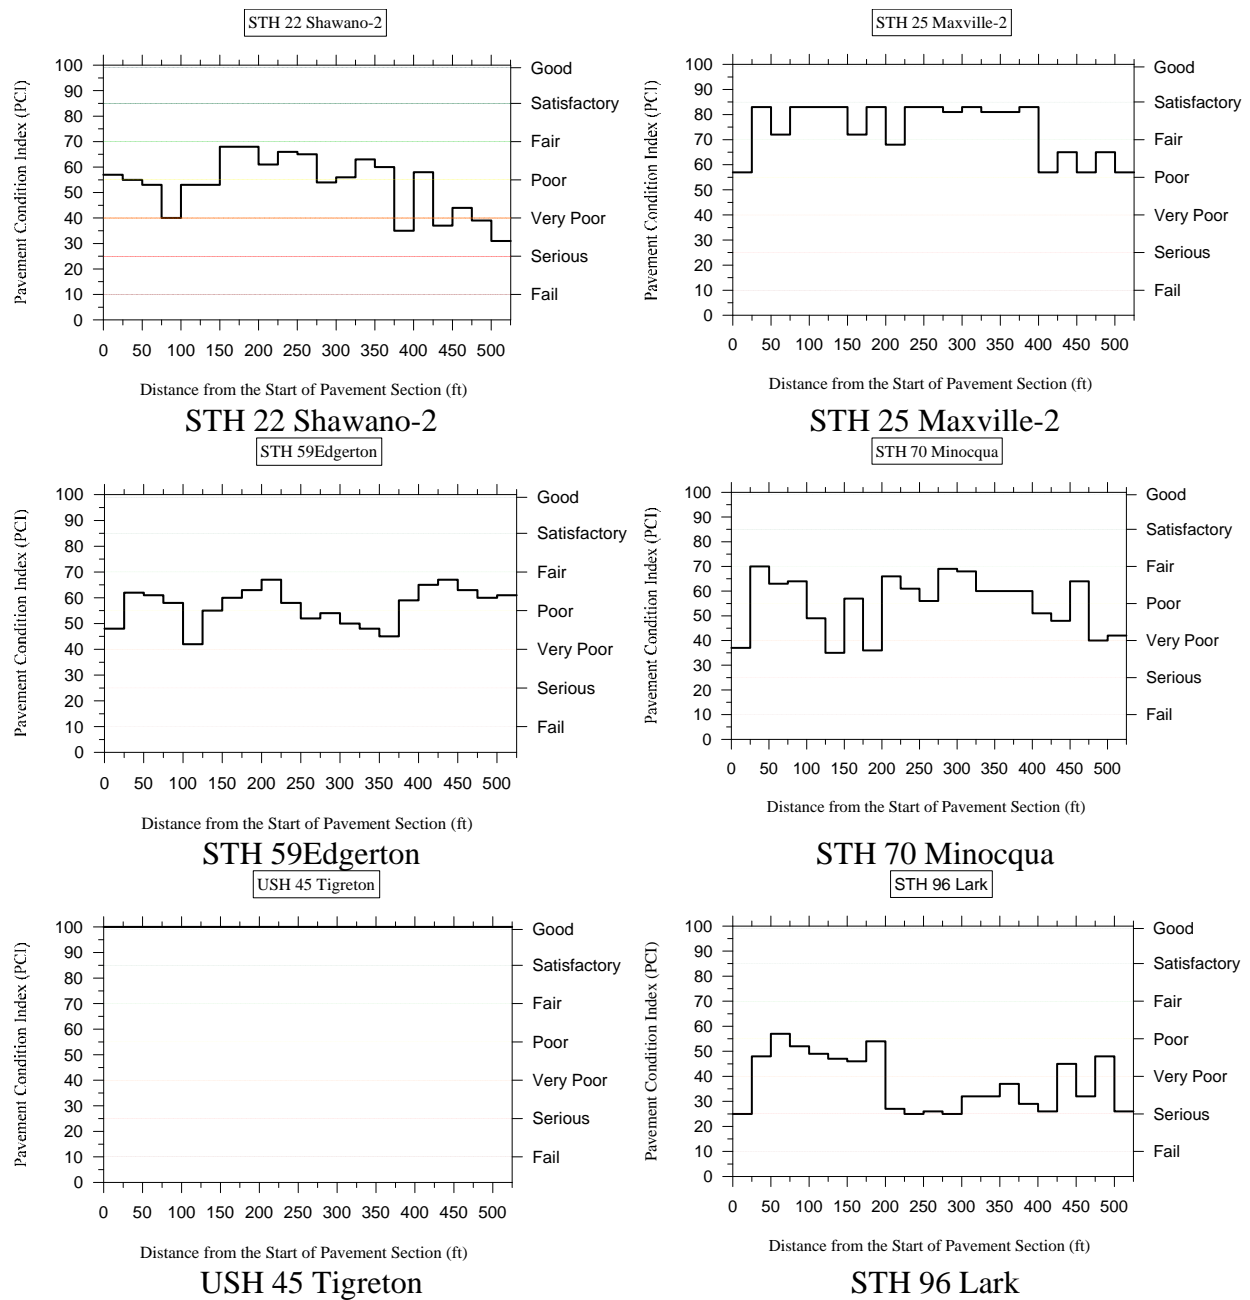 STH 22 Shawano-2
Pavement Condition Index (PCI)
100
90
80
70
60
50
40
30
20
10
0
Good
Satisfactory
Fair
Poor
Very Poor
Serious
Fail
0 50 100 150 200 250 300 350 400 450 500
Distance from the Start of Pavement Section (ft)
STH 22 Shawano-2
STH 25 Maxville-2
Pavement Condition Index (PCI)
100
90
80
70
60
50
40
30
20
10
0
Good
Satisfactory
Fair
Poor
Very Poor
Serious
Fail
0 50 100 150 200 250 300 350 400 450 500
Distance from the Start of Pavement Section (ft)
STH 25 Maxville-2
STH 59Edgerton
Pavement Condition Index (PCI)
100
90
80
70
60
50
40
30
20
10
0
Good
Satisfactory
Fair
Poor
Very Poor
Serious
Fail
0 50 100 150 200 250 300 350 400 450 500
Distance from the Start of Pavement Section (ft)
STH 59Edgerton
STH 70 Minocqua
Pavement Condition Index (PCI)
100
90
80
70
60
50
40
30
20
10
0
Good
Satisfactory
Fair
Poor
Very Poor
Serious
Fail
0 50 100 150 200 250 300 350 400 450 500
Distance from the Start of Pavement Section (ft)
STH 70 Minocqua
USH 45 Tigreton
Pavement Condition Index (PCI)
100
90
80
70
60
50
40
30
20
10
0
Good
Satisfactory
Fair
Poor
Very Poor
Serious
Fail
0 50 100 150 200 250 300 350 400 450 500
Distance from the Start of Pavement Section (ft)
USH 45 Tigreton
STH 96 Lark
Pavement Condition Index (PCI)
100
90
80
70
60
50
40
30
20
10
0
Good
Satisfactory
Fair
Poor
Very Poor
Serious
Fail
0 50 100 150 200 250 300 350 400 450 500
Distance from the Start of Pavement Section (ft)
STH 96 Lark